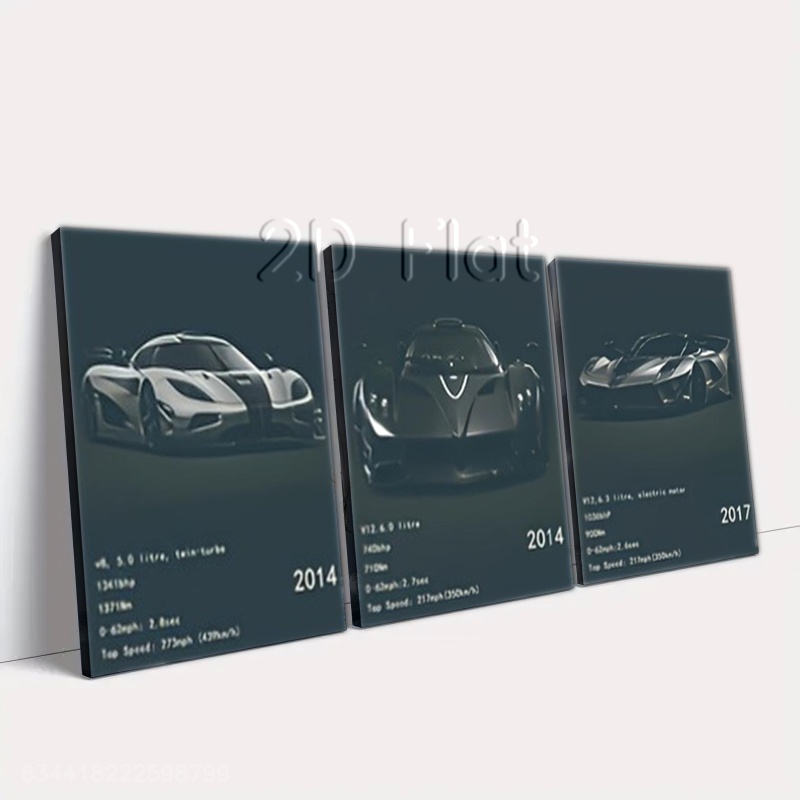 2D Flat
v8, 5.0 litre, twin-turbo
1341bhp
1371Nm
0-62mph: 2.8sec
Top Speed: 273mph (439km/h)
2014
V12,6.0 litre
740bhp
710Nm
0-62mph:2.7sec
Top Speed: 217mph(350km/h)
2014
V12,6.3 litre, electric motor
1036bhP
900Nm
0-62mph:2.6sec
Top Speed: 217mph(350km/h)
2017
634418222598799